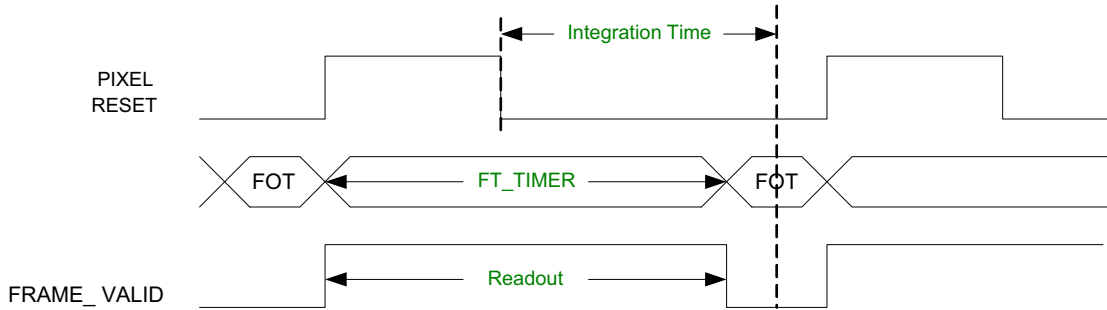 Integration Time
PIXEL
RESET
FOT
FT_TIMER
FOT
Readout
FRAME_ VALID